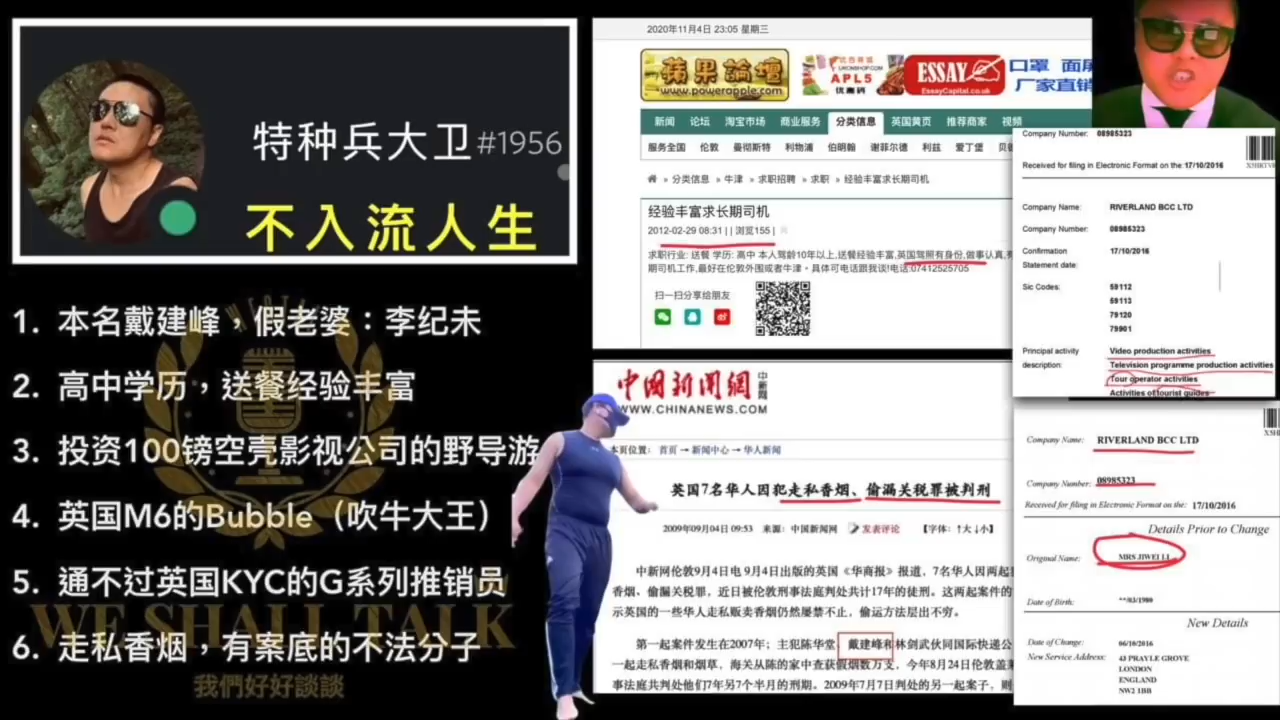 特种兵大卫#1956
不入流人生
1. 本名戴建峰，假老婆：李纪未
2. 高中学历，送餐经验丰富
3. 投资100镑空壳影视公司的野导游
4. 英国M6的Bubble（吹牛大王）
5. 通不过英国KYC的G系列推销员
6. 走私香烟，有案底的不法分子
WE SHALL TALK
我們好好談談
2020年11月4日 23:05 星期三
蘋果論壇
www.powerapple.com
UKONSHOP.COM
APL5
优惠码
ESSAY
EssayCapital.co.uk
口罩 面屏
厂家直销
新闻 论坛 淘宝市场 商业服务 分类信息 英国黄页 推荐商家 视频
服务全国 伦敦 曼彻斯特 利物浦 伯明翰 谢菲尔德 利兹 爱丁堡
» 分类信息 » 牛津 » 求职招聘 » 求职 » 经验丰富求长期司机
经验丰富求长期司机
2012-02-29 08:31 | | 浏览155 |
求职行业: 送餐 学历: 高中 本人驾龄10年以上,送餐经验丰富,英国驾照有身份,做事认真,
期司机工作,最好在伦敦外围或者牛津。具体可电话跟我谈!电话:07412525705
扫一扫分享给朋友
中国新闻網 中新网
WWW.CHINANEWS.COM
本页位置： 首页 → 新闻中心 → 华人新闻
英国7名华人因犯走私香烟、偷漏关税罪被判刑
2009年09月04日 09:53 来源：中国新闻网 发表评论 【字体：↑大 ↓小】
中新网伦敦9月4日电 9月4日出版的英国《华商报》报道，7名华人因两起
香烟、偷漏关税罪，近日被伦敦刑事法庭判处共计17年的徒刑。这两起案件的
示英国的一些华人走私贩卖香烟仍然屡禁不止，偷运方法层出不穷。
第一起案件发生在2007年；主犯陈华堂、戴建峰和林剑武伙同国际快递公
一起走私香烟和烟草，海关从陈的家中查获假烟数万支，今年8月24日伦敦盖
事法庭共判处他们7年另7个半月的刑期。2009年7月7日判处的另一起案子，则
Company Number: 08985323
Received for filing in Electronic Format on the:17/10/2016
Company Name: RIVERLAND BCC LTD
Company Number: 08985323
Confirmation 17/10/2016
Statement date:
Sic Codes: 59112
59113
79120
79901
Principal activity Video production activities
description: Television programme production activities
Tour operator activities
Activities of tourist guides
Company Name: RIVERLAND BCC LTD
Company Number: 08985323
Received for filing in Electronic Format on the: 17/10/2016
Details Prior to Change
Original Name: MRS JIWEI LI
Date of Birth: **/03/1980
New Details
Date of Change: 06/10/2016
New Service Address: 43 PRAYLE GROVE
LONDON
ENGLAND
NW2 1BB